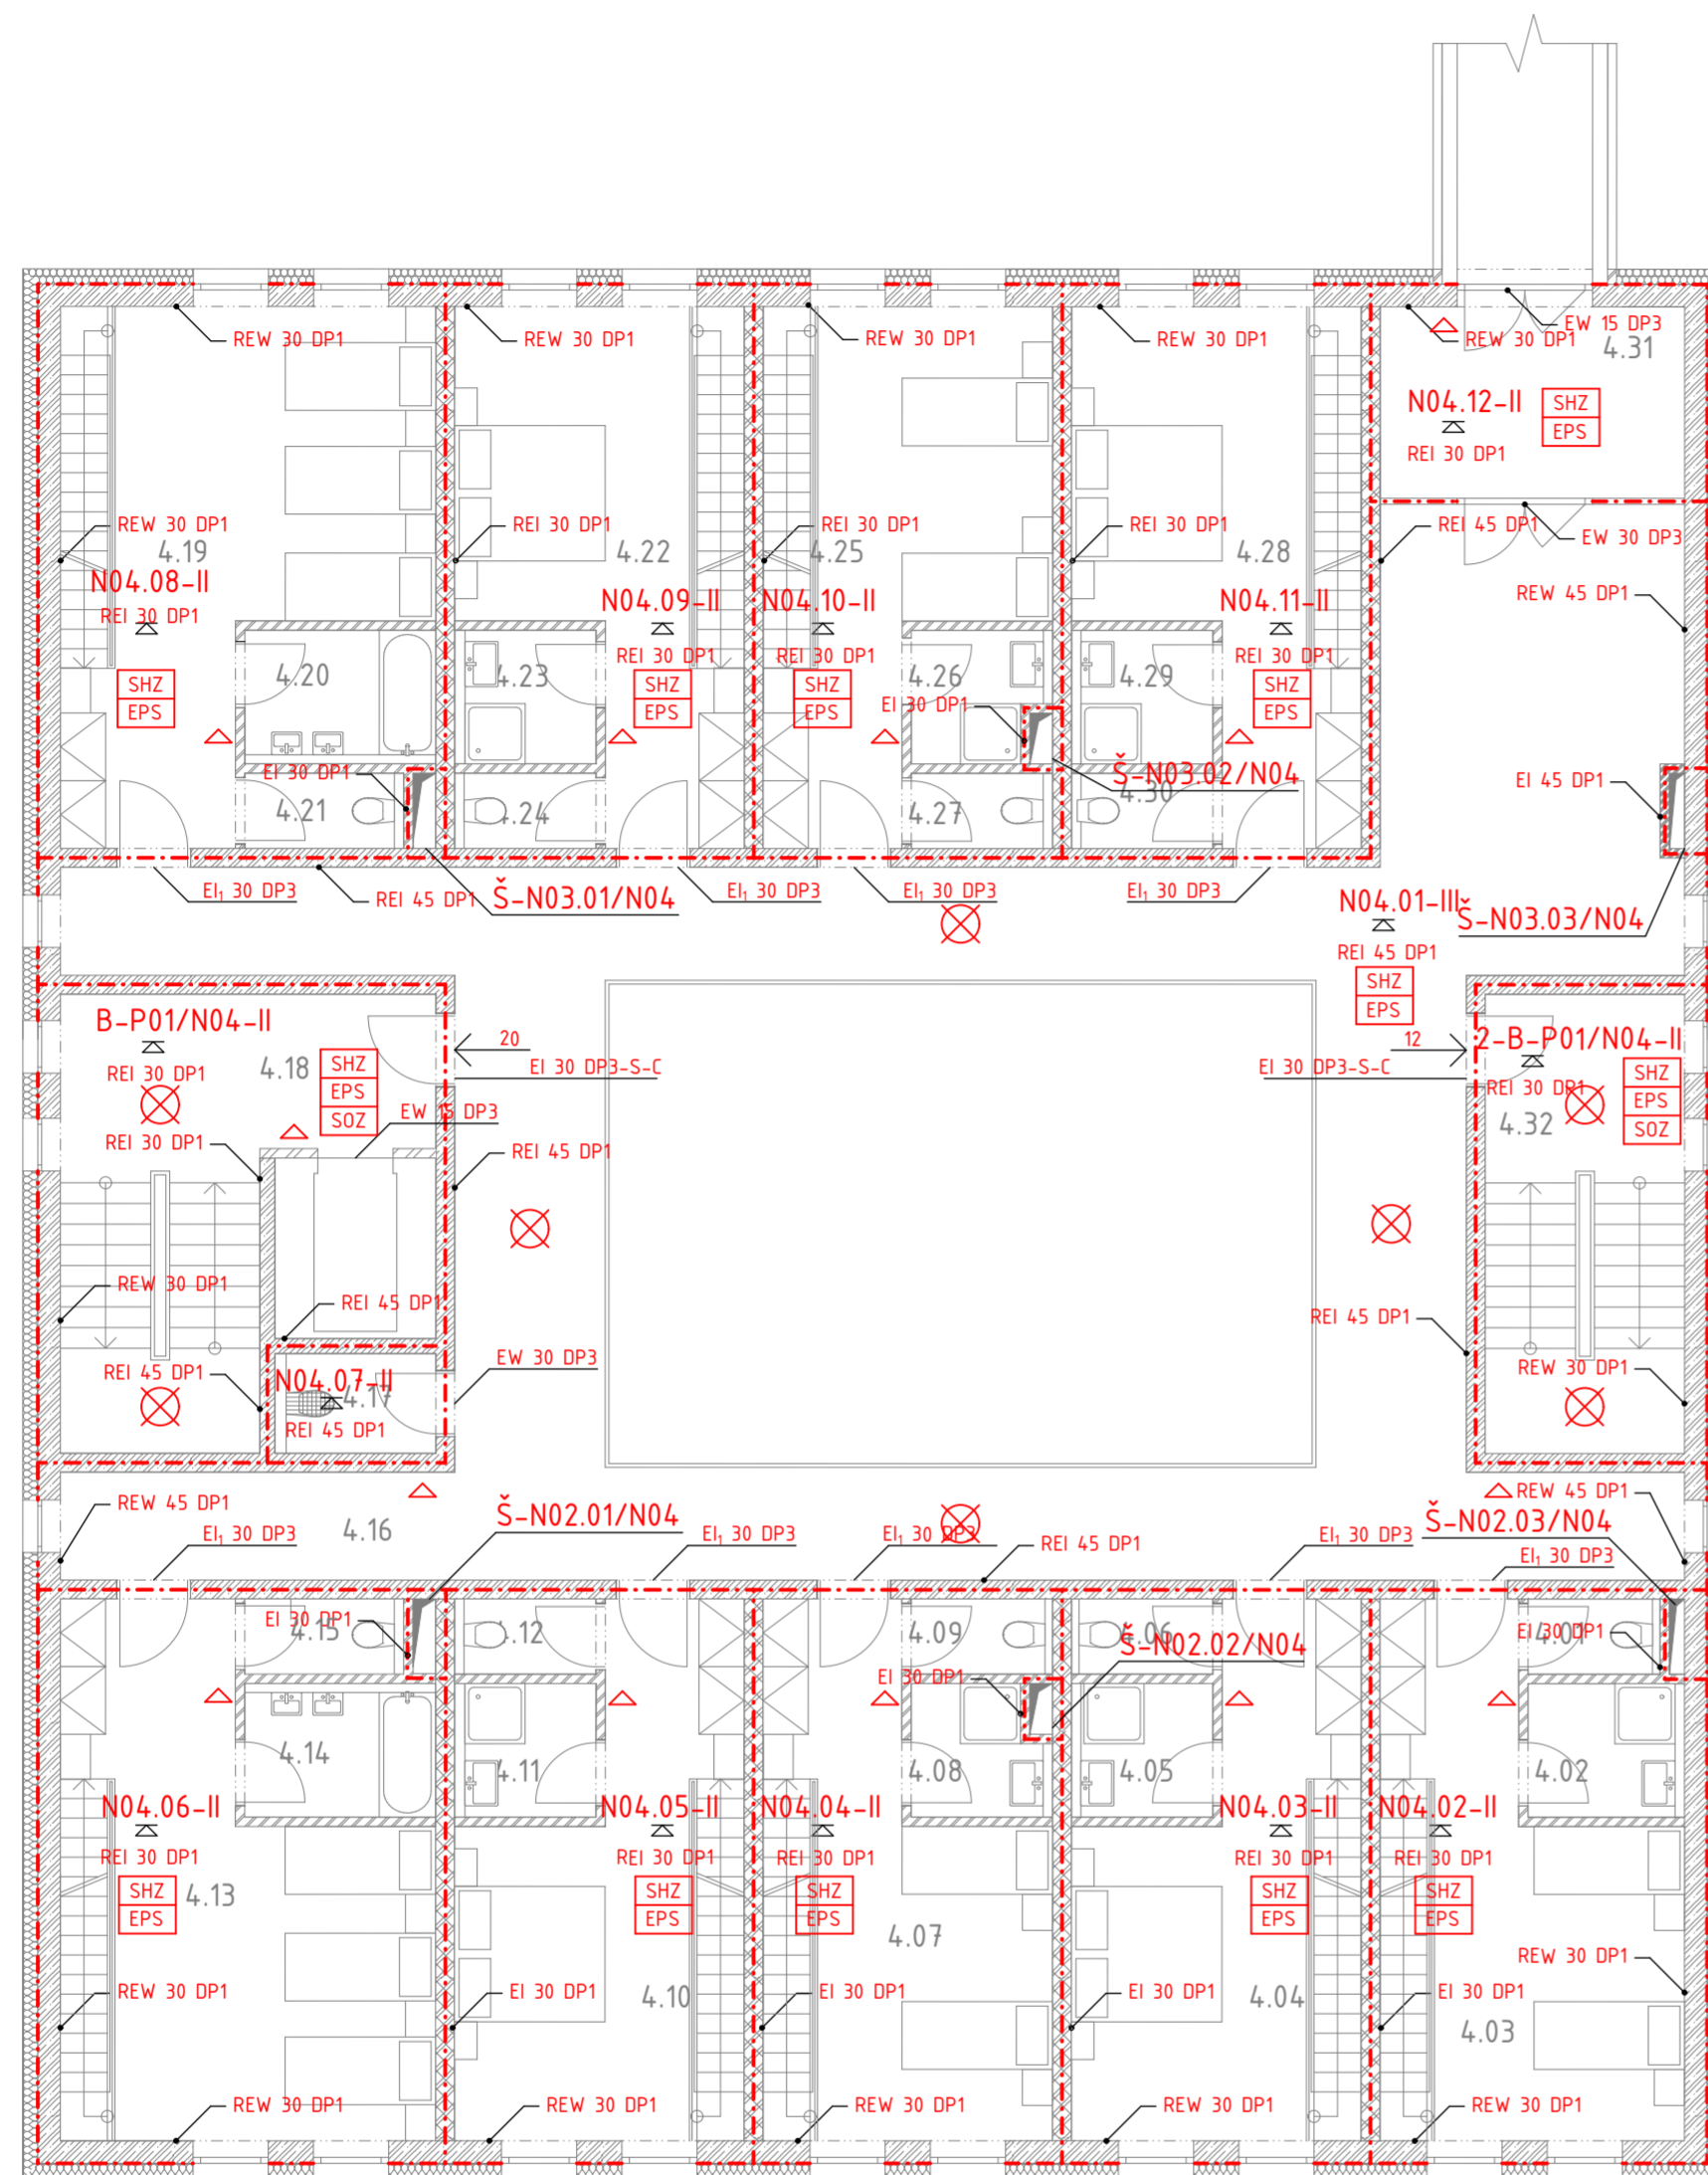 REW 30 DP1
REW 30 DP1
REW 30 DP1
REW 30 DP1
REW 30 DP1
EW 15 DP3
4.31
N04.12-II
REI 30 DP1
SHZ
EPS
REW 30 DP1
4.19
N04.08-II
REI 30 DP1
SHZ
EPS
REI 30 DP1
4.22
N04.09-II
REI 30 DP1
SHZ
EPS
REI 30 DP1
4.25
N04.10-II
REI 30 DP1
SHZ
EPS
REI 30 DP1
4.28
N04.11-II
REI 30 DP1
SHZ
EPS
REI 45 DP1
EW 30 DP3
REW 45 DP1
4.20
4.23
4.26
4.29
EI 30 DP1
EI 30 DP1
4.21
4.24
4.27
4.30
Š-N03.02/N04
EI 45 DP1
EI1 30 DP3
REI 45 DP1
Š-N03.01/N04
EI1 30 DP3
EI1 30 DP3
EI1 30 DP3
N04.01-III
REI 45 DP1
SHZ
EPS
Š-N03.03/N04
B-P01/N04-II
REI 30 DP1
4.18
SHZ
EPS
SOZ
20
EI 30 DP3-S-C
EW 15 DP3
REI 30 DP1
REI 45 DP1
12
EI 30 DP3-S-C
2-B-P01/N04-II
REI 30 DP1
4.32
SHZ
EPS
SOZ
REW 30 DP1
REI 45 DP1
REI 45 DP1
REI 45 DP1
N04.07-II
4.17
REI 45 DP1
EW 30 DP3
REW 30 DP1
REW 45 DP1
4.16
EI1 30 DP3
Š-N02.01/N04
EI1 30 DP3
EI1 30 DP3
REI 45 DP1
EI1 30 DP3
REW 45 DP1
Š-N02.03/N04
EI1 30 DP3
EI 30 DP1
4.15
4.12
4.09
4.06
Š-N02.02/N04
EI 30 DP1
EI 30 DP1
4.01
4.14
4.11
4.08
4.05
4.02
N04.06-II
REI 30 DP1
SHZ
EPS
4.13
N04.05-II
REI 30 DP1
SHZ
EPS
N04.04-II
REI 30 DP1
SHZ
EPS
N04.03-II
REI 30 DP1
SHZ
EPS
N04.02-II
REI 30 DP1
SHZ
EPS
4.07
REW 30 DP1
REW 30 DP1
EI 30 DP1
4.10
EI 30 DP1
EI 30 DP1
4.04
EI 30 DP1
4.03
REW 30 DP1
REW 30 DP1
REW 30 DP1
REW 30 DP1
REW 30 DP1